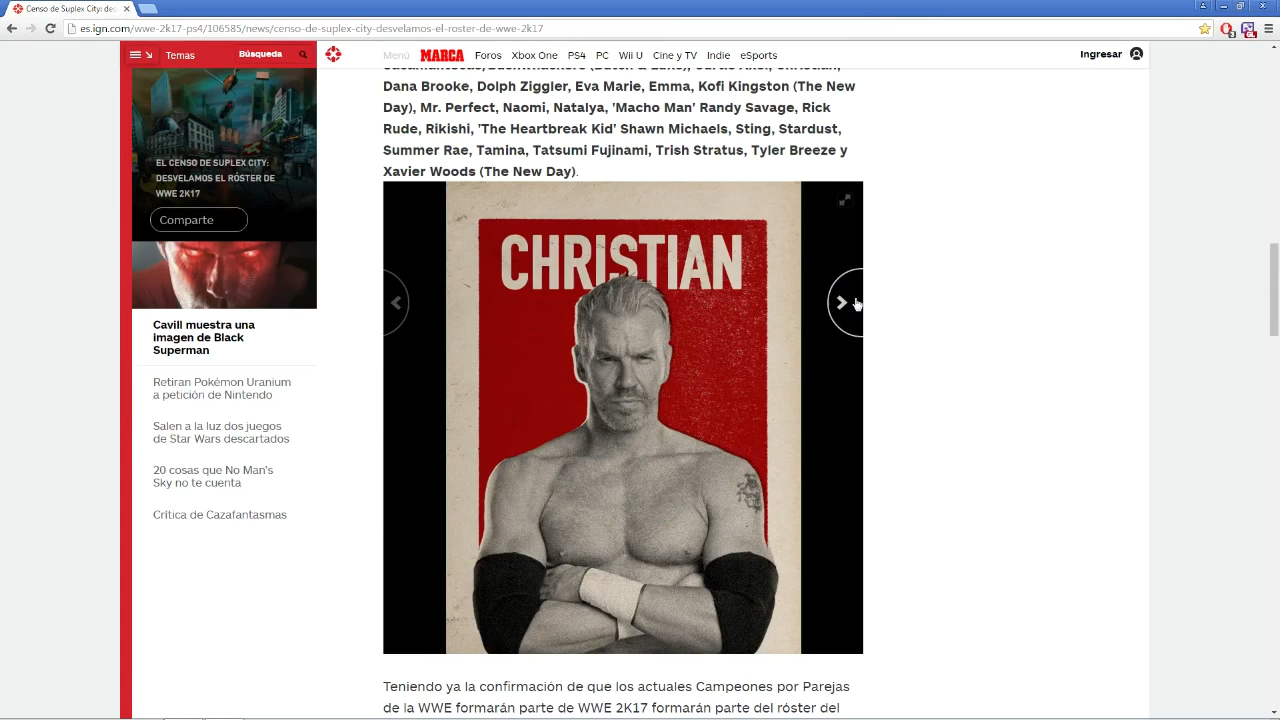 Censo de Suplex City: des
es.ign.com/wwe-2k17-ps4/106585/news/censo-de-suplex-city-desvelamos-el-roster-de-wwe-2k17
Temas
Búsqueda
Menú
MARCA
Foros
Xbox One
PS4
PC
Wii U
Cine y TV
Indie
eSports
Ingresar
EL CENSO DE SUPLEX CITY:
DESVELAMOS EL RÓSTER DE
WWE 2K17
Comparte
Cavill muestra una
imagen de Black
Superman
Retiran Pokémon Uranium
a petición de Nintendo
Salen a la luz dos juegos
de Star Wars descartados
20 cosas que No Man's
Sky no te cuenta
Crítica de Cazafantasmas
Dana Brooke, Dolph Ziggler, Eva Marie, Emma, Kofi Kingston (The New
Day), Mr. Perfect, Naomi, Natalya, 'Macho Man' Randy Savage, Rick
Rude, Rikishi, 'The Heartbreak Kid' Shawn Michaels, Sting, Stardust,
Summer Rae, Tamina, Tatsumi Fujinami, Trish Stratus, Tyler Breeze y
Xavier Woods (The New Day).
CHRISTIAN
Teniendo ya la confirmación de que los actuales Campeones por Parejas
de la WWE formarán parte de WWE 2K17 formarán parte del róster del